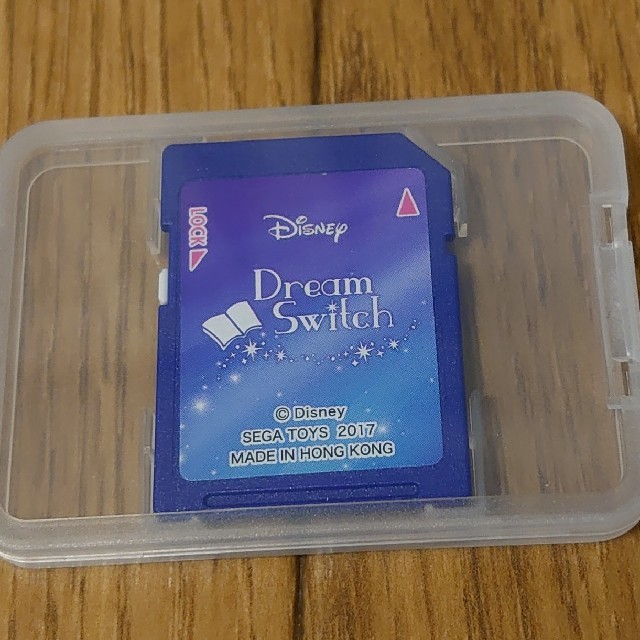 LOCK
Disney
Dream
Switch
© Disney
SEGA TOYS 2017
MADE IN HONG KONG